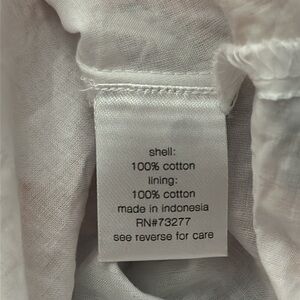 shell:
100% cotton
lining:
100% cotton
made in indonesia
RN#73277
see reverse for care